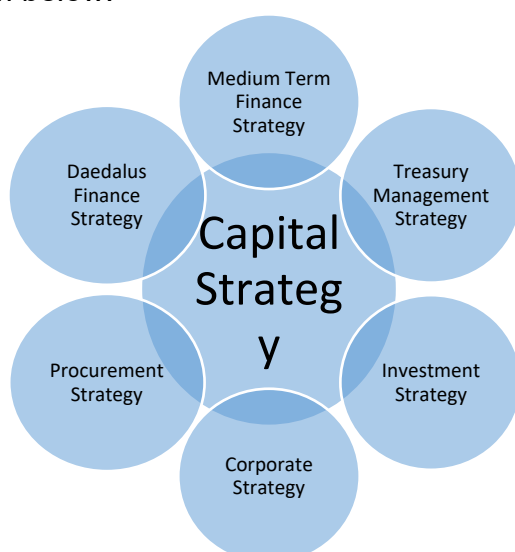 Medium Term
Finance
Strategy
Daedalus
Finance
Strategy
Treasury
Management
Strategy
Capital
Strateg
y
Procurement
Strategy
Investment
Strategy
Corporate
Strategy